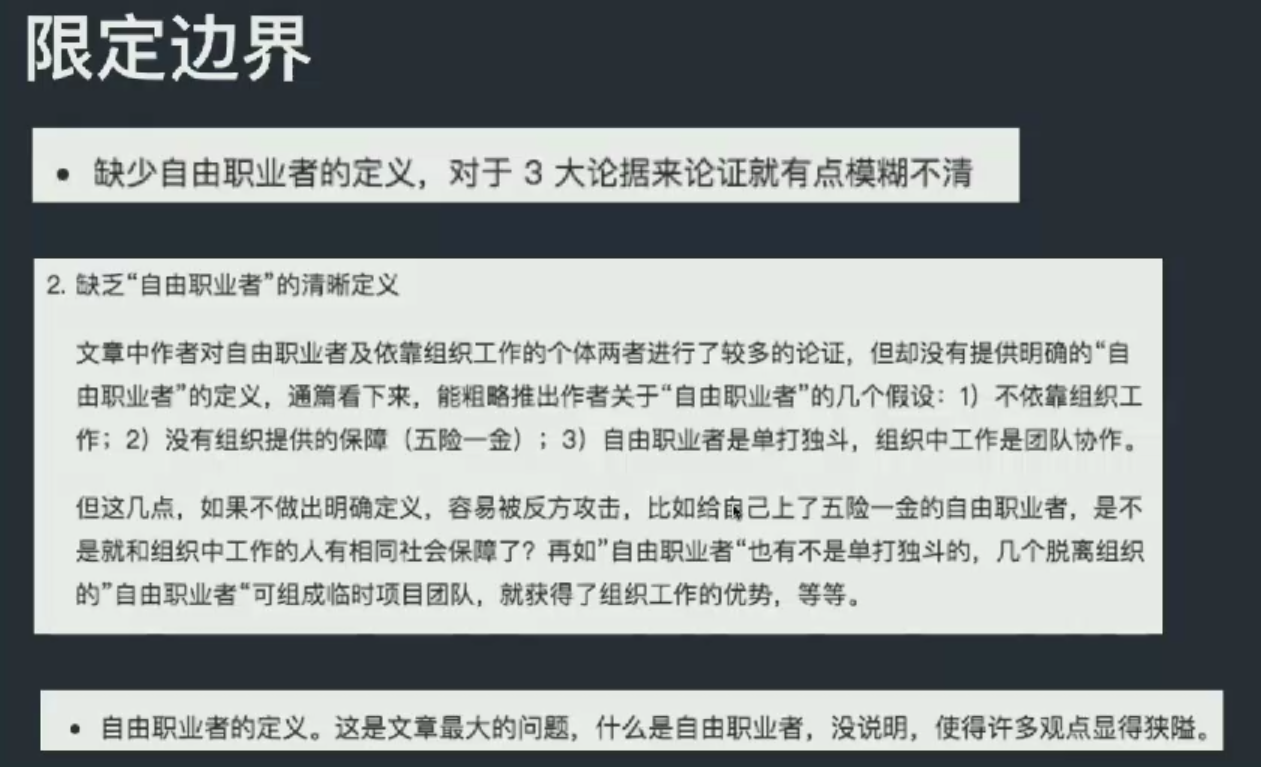 限定边界
• 缺少自由职业者的定义，对于 3 大论据来论证就有点模糊不清
2. 缺乏“自由职业者”的清晰定义
文章中作者对自由职业者及依靠组织工作的个体两者进行了较多的论证，但却没有提供明确的“自
由职业者”的定义，通篇看下来，能粗略推出作者关于“自由职业者”的几个假设：1）不依靠组织工
作；2）没有组织提供的保障（五险一金）；3）自由职业者是单打独斗，组织中工作是团队协作。
但这几点，如果不做出明确定义，容易被反方攻击，比如给自己上了五险一金的自由职业者，是不
是就和组织中工作的人有相同社会保障了？再如”自由职业者“也有不是单打独斗的，几个脱离组织
的”自由职业者“可组成临时项目团队，就获得了组织工作的优势，等等。
• 自由职业者的定义。这是文章最大的问题，什么是自由职业者，没说明，使得许多观点显得狭隘。